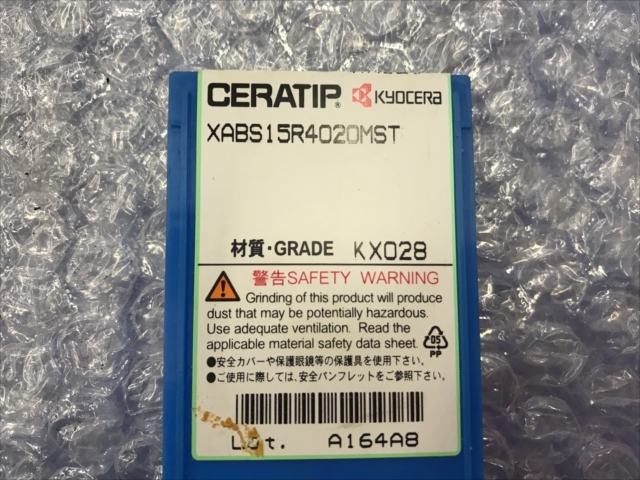 CERATIP® KYOCERA
XABS15R4020MST
材質・GRADE KX028
警告SAFETY WARNING
Grinding of this product will produce
dust that may be potentially hazardous.
Use adequate ventilation. Read the
applicable material safety data sheet.
05
PP
●安全カバーや保護眼鏡等の保護具を使用下さい。
●ご使用に際しては、安全パンフレットをご参照下さい。
Lot. A164A8